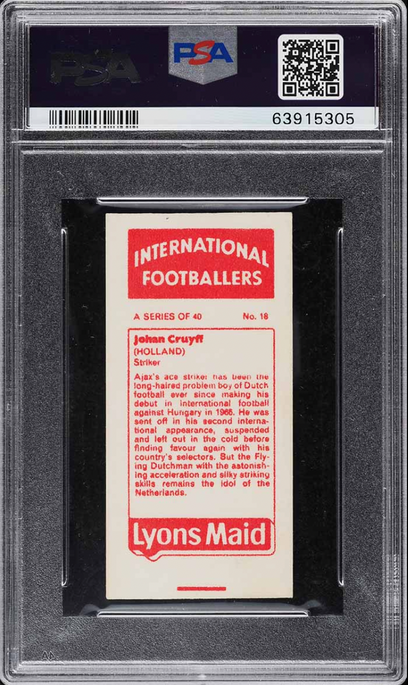 PSA
PSA
63915305
INTERNATIONAL
FOOTBALLERS
A SERIES OF 40 No. 18
Johan Cruyff
(HOLLAND)
Striker
Ajax's ace striker has been the
long-haired problem boy of Dutch
football ever since making his
debut in international football
against Hungary in 1966. He was
sent off in his second interna-
tional appearance, suspended
and left out in the cold before
finding favour again with his
country's selectors. But the Fly-
ing Dutchman with the astonish-
ing acceleration and silky striking
skills remains the idol of the
Netherlands.
Lyons Maid